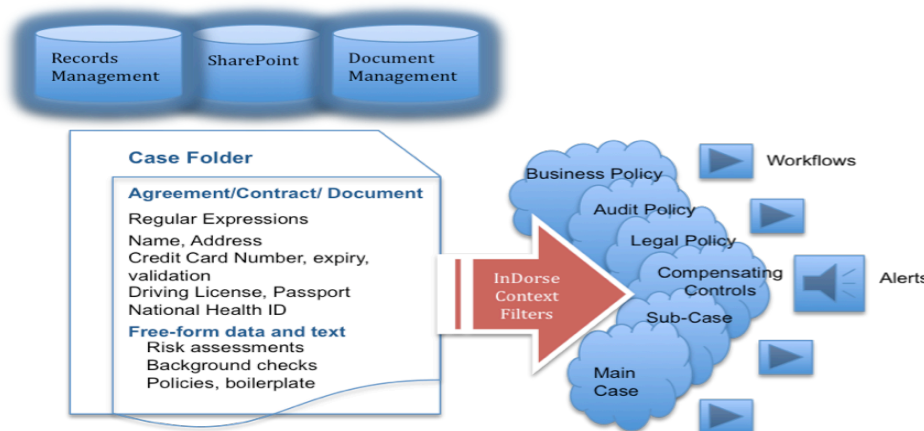 Records
Management
SharePoint
Document
Management
Case Folder
Agreement/Contract/ Document
Regular Expressions
Name, Address
Credit Card Number, expiry,
validation
Driving License, Passport
National Health ID
Free-form data and text
Risk assessments
Background checks
Policies, boilerplate
InDorse
Context
Filters
Business Policy
Audit Policy
Legal Policy
Compensating
Controls
Sub-Case
Main
Case
Workflows
Alerts